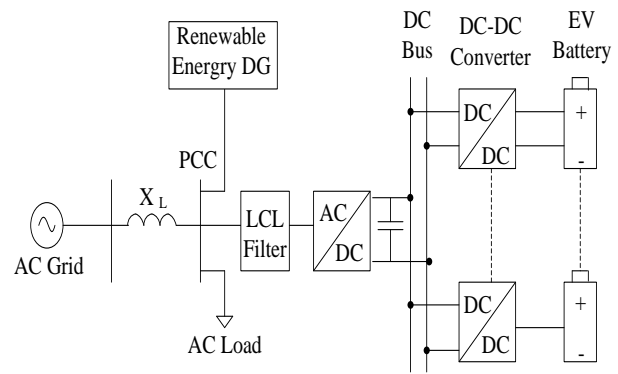 Renewable
Energry DG
DC
Bus
DC-DC
Converter
EV
Battery
PCC
X L
AC Grid
LCL
Filter
AC
DC
AC Load
DC
DC
+
-
DC
DC
+
-